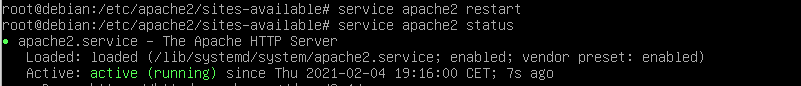 root@debian:/etc/apache2/sites-available# service apache2 restart
root@debian:/etc/apache2/sites-available# service apache2 status
● apache2.service - The Apache HTTP Server
Loaded: loaded (/lib/systemd/system/apache2.service; enabled; vendor preset: enabled)
Active: active (running) since Thu 2021-02-04 19:16:00 CET; 7s ago